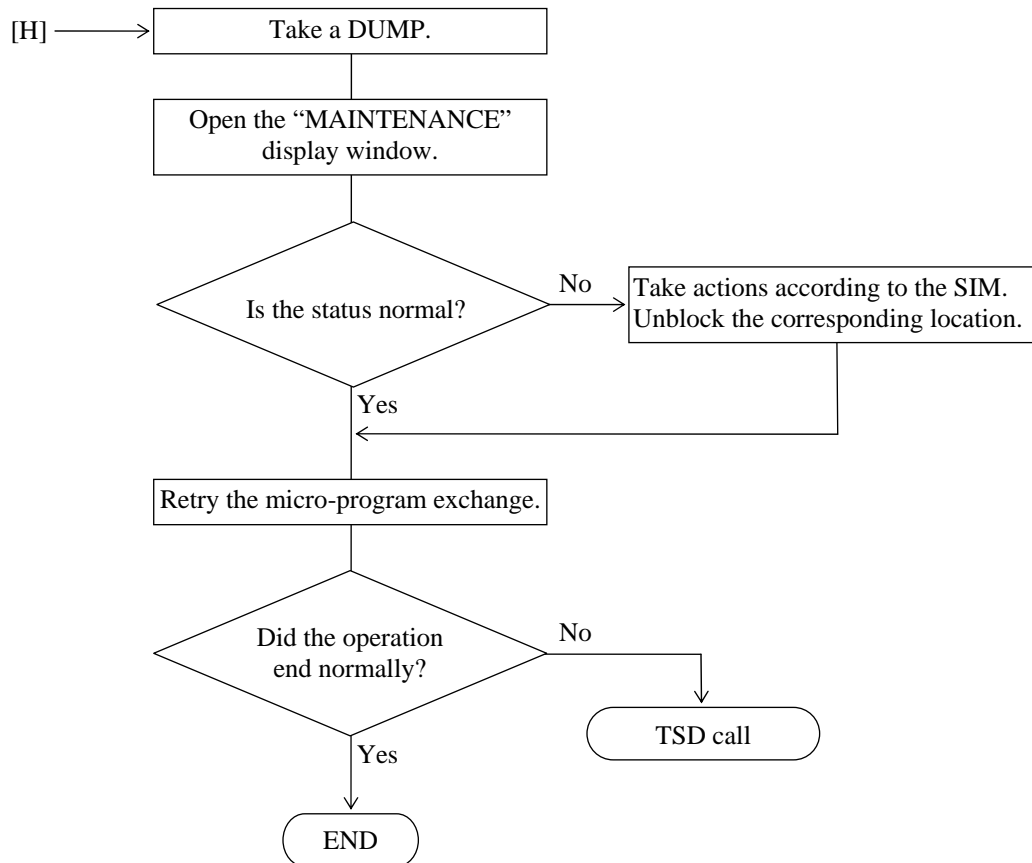 [H]
Take a DUMP.
Open the “MAINTENANCE”
display window.
Is the status normal?
No
Take actions according to the SIM.
Unblock the corresponding location.
Yes
Retry the micro-program exchange.
Did the operation
end normally?
No
TSD call
Yes
END